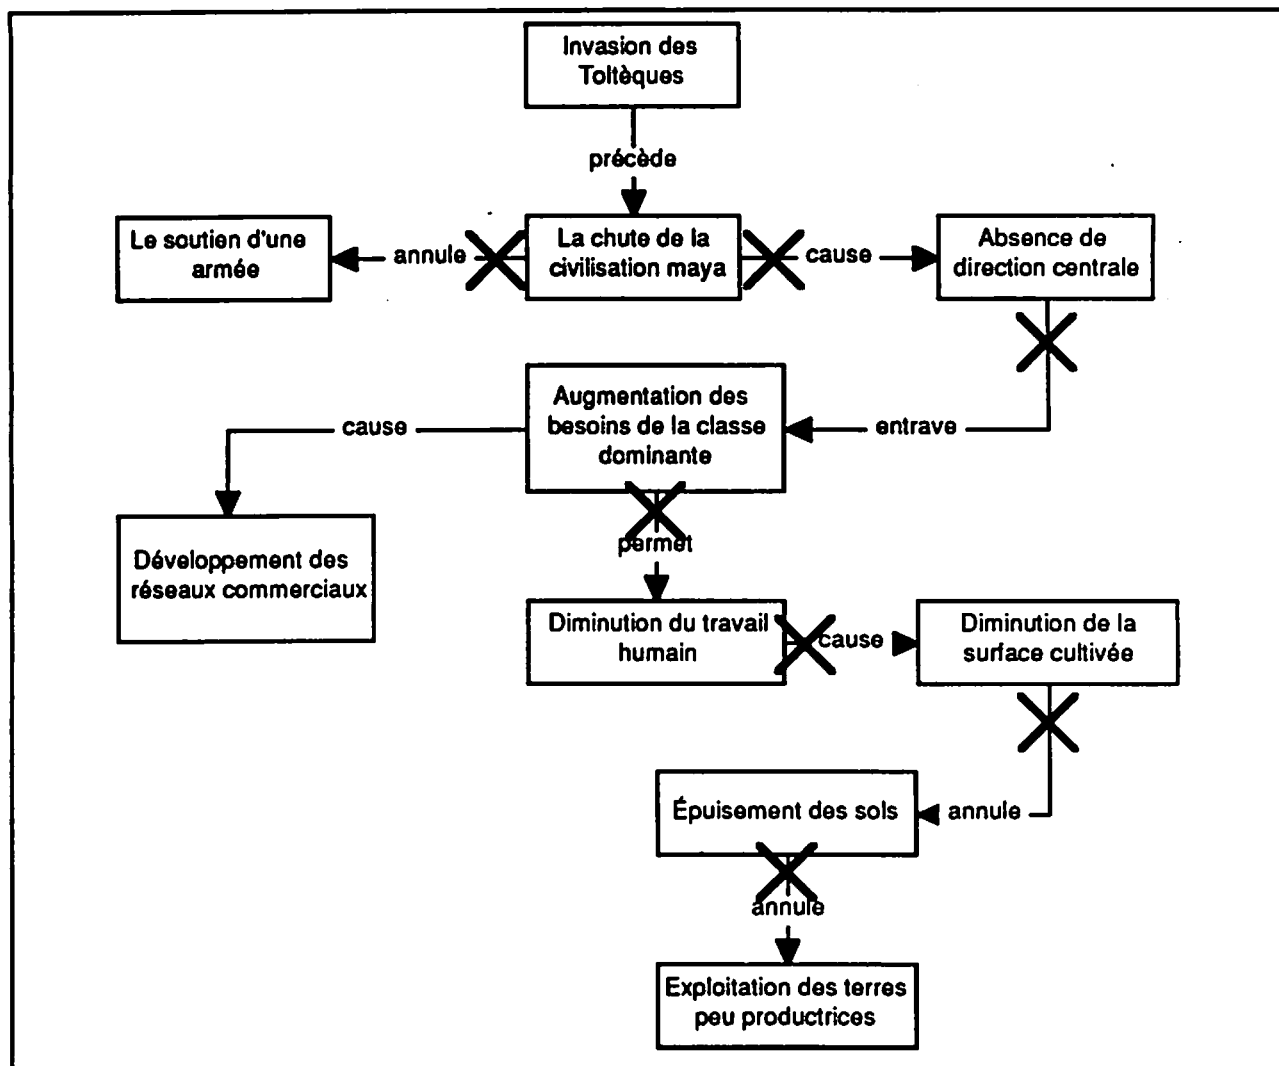 Invasion des
Toltèques
précède
Le soutien d'une
armée
annule
La chute de la
civilisation maya
cause
Absence de
direction centrale
cause
Augmentation des
besoins de la classe
dominante
entrave
Développement des
réseaux commerciaux
permet
Diminution du travail
humain
cause
Diminution de la
surface cultivée
Épuisement des sols
annule
annule
Exploitation des terres
peu productrices